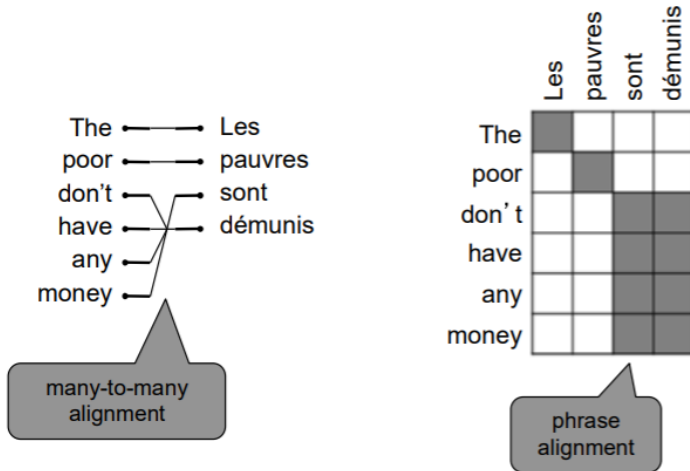 The Les
poor pauvres
don't sont
have démunis
any
money
many-to-many
alignment
Les pauvres sont démunis
The
poor
don't
have
any
money
phrase
alignment